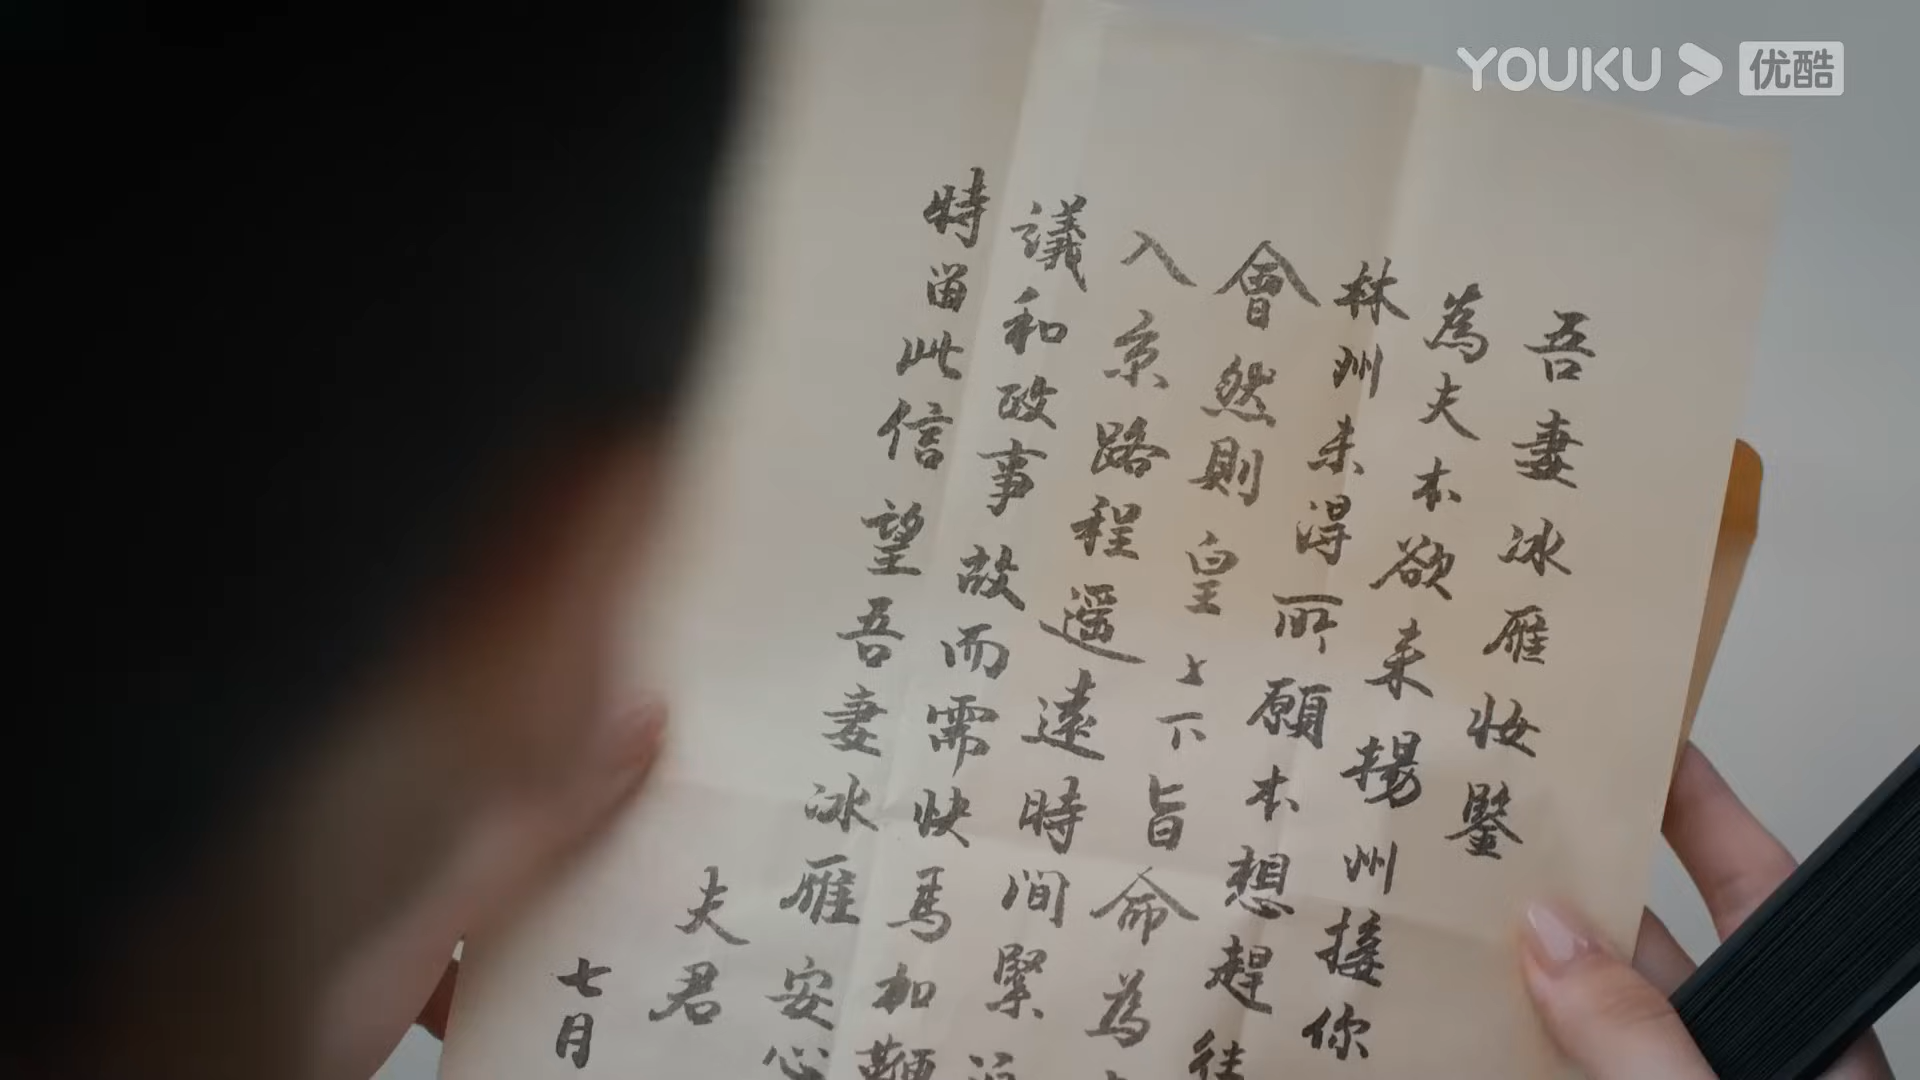 YOUKU 优酷
吾妻冰雁妝鑒
為夫本欲来揚州接你
林州未得所願本想趕往
會然則皇上下旨命為
入京路程遥遠時間緊
議和政事故而需快馬加鞭
特留此信望吾妻冰雁安心
夫君
七月